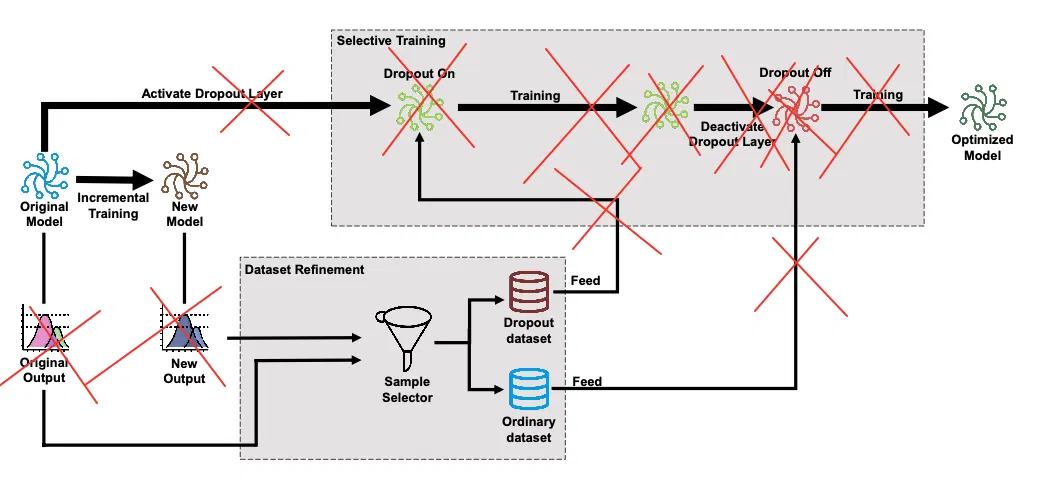 Selective Training
Dropout On
Dropout Off
Activate Dropout Layer
Training
Training
Deactivate
Dropout Layer
Optimized
Model
Original
Model
Incremental
Training
New
Model
Dataset Refinement
Feed
Dropout
dataset
Original
Output
New
Output
Sample
Selector
Feed
Ordinary
dataset